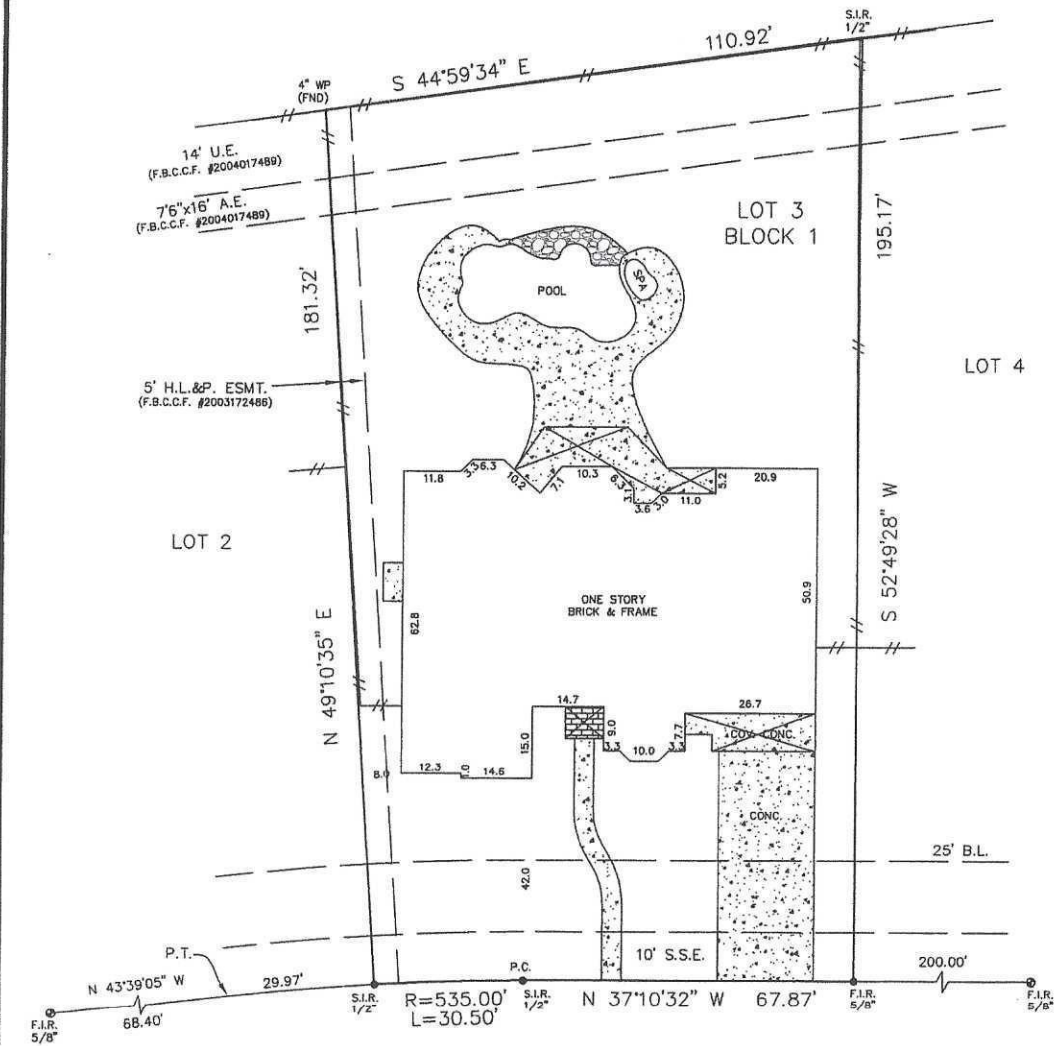 S.I.R.
1/2"
110.92'
S 44°59'34" E
4" WP
(FND)
14' U.E.
(F.B.C.C.F. #2004017489)
7'6"x16' A.E.
(F.B.C.C.F. #2004017489)
LOT 3
BLOCK 1
195.17'
181.32'
SPA
POOL
LOT 4
5' H.L.&P. ESMT.
(F.B.C.C.F. #2003172486)
11.8
3.5
6.3
10.2
7.1
10.3
6.3
3.1
3.6
3.0
11.0
5.2
20.9
LOT 2
ONE STORY
BRICK & FRAME
50.9
62.8
S 52°49'28" W
N 49°10'35" E
14.7
26.7
9.0
7.7
COV. CONC.
15.0
3.3
10.0
3.3
8.0
12.3
1.0
14.6
CONC.
25' B.L.
42.0
10' S.S.E.
P.T.
P.C.
200.00'
N 43°39'05" W
29.97'
68.40'
F.I.R.
5/8"
S.I.R.
1/2"
R=535.00'
L=30.50'
S.I.R.
1/2"
N 37°10'32" W
67.87'
F.I.R.
5/8"
F.I.R.
5/8"